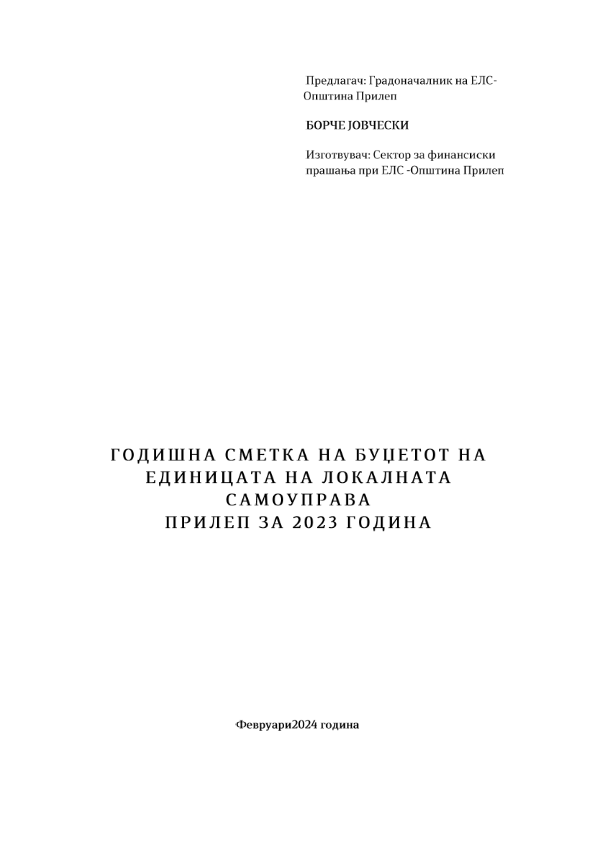 Предлагач: Градоначалник на ЕЛС-
Општина Прилеп
БОРЧЕ ЈОВЧЕСКИ
Изготвувач: Сектор за финансиски
прашања при ЕЛС -Општина Прилеп
ГОДИШНА СМЕТКА НА БУЏЕТОТ НА
ЕДИНИЦАТА НА ЛОКАЛНАТА
САМОУПРАВА
ПРИЛЕП ЗА 2023 ГОДИНА
Февруари2024 година